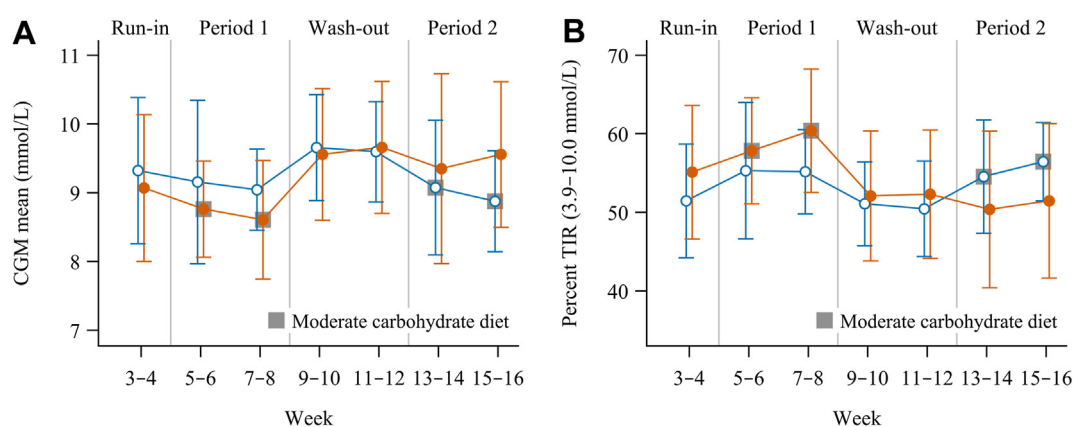 A
Run-in Period 1 Wash-out Period 2
CGM mean (mmol/L)
11
10
9
8
7
Moderate carbohydrate diet
3–4 5–6 7–8 9–10 11–12 13–14 15–16
Week
B
Run-in Period 1 Wash-out Period 2
Percent TIR (3.9–10.0 mmol/L)
70
60
50
40
Moderate carbohydrate diet
3–4 5–6 7–8 9–10 11–12 13–14 15–16
Week